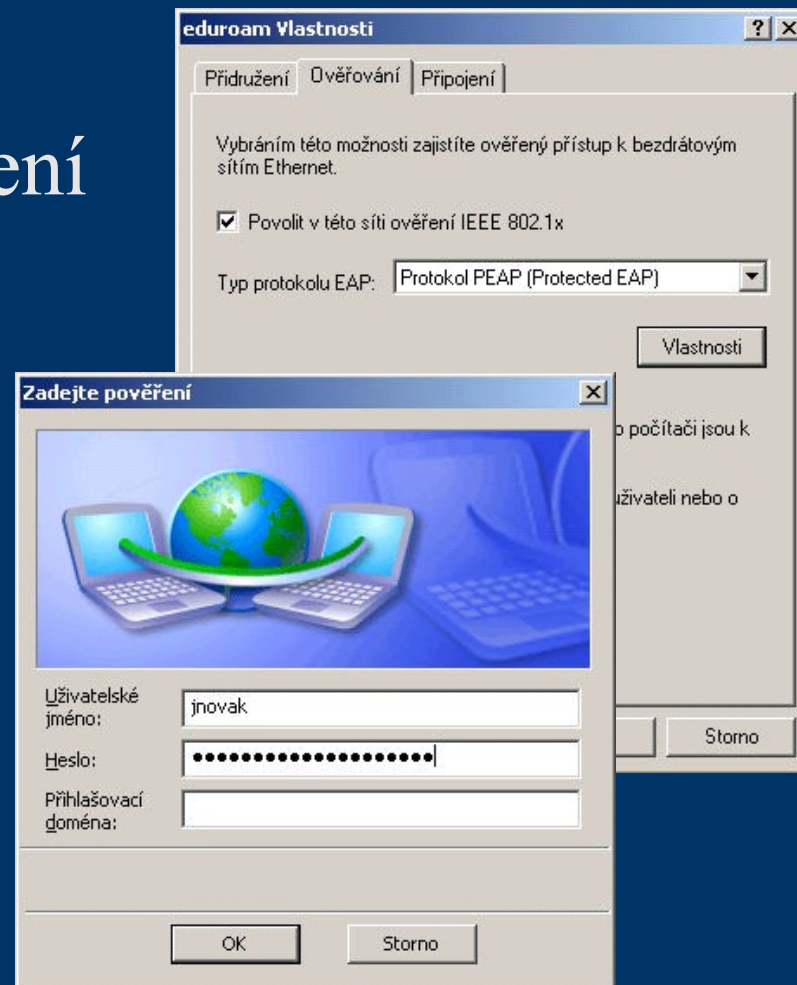 ení
eduroam Vlastnosti
Přidružení Ověřování Připojení
Vybráním této možnosti zajistíte ověřený přístup k bezdrátovým
sítím Ethernet.
Povolit v této síti ověření IEEE 802.1x
Typ protokolu EAP: Protokol PEAP (Protected EAP)
Vlastnosti
počítači jsou k
uživateli nebo o
Storno
Zadejte pověření
Uživatelské
jméno: jnovak
Heslo: ••••••••••••••••••••
Přihlašovací
doména:
OK Storno